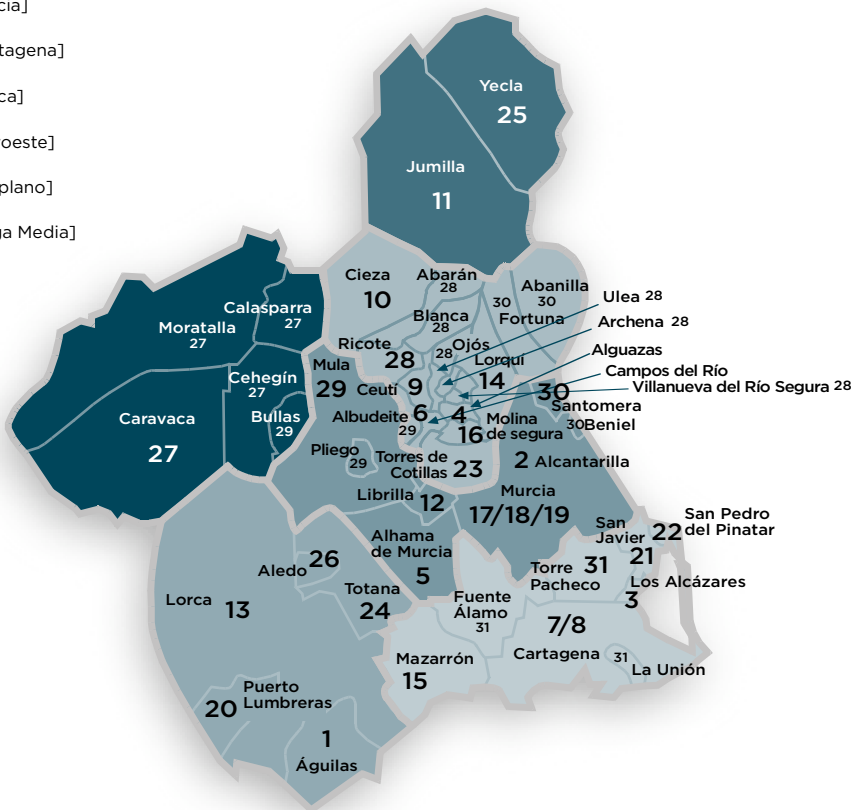 cia]
tagena]
ca]
oeste]
plano]
ga Media]
Yecla
25
Jumilla
11
Cieza
10
Abarán
28
Abanilla
30
30
Fortuna
Ulea 28
Archena 28
Alguazas
Campos del Río
Villanueva del Río Segura 28
Calasparra
27
Moratalla
27
Blanca
28
Ricote
28
Ojós
28
Lorquí
14
Mula
29
Ceutí 9
Cehegín
27
Caravaca
27
Bullas
29
Albudeite 6
29
4
Molina
de segura
16
30
Santomera
30 Beniel
Pliego
29
Torres de
Cotillas 23
2 Alcantarilla
Librilla 12
Murcia
17/18/19
San
Javier
21
22
San Pedro
del Pinatar
Alhama
de Murcia
5
Aledo 26
Torre
Pacheco
31
Los Alcázares
3
Lorca 13
Totana
24
Fuente
Álamo
31
7/8
Cartagena
31
La Unión
Mazarrón
15
Puerto
Lumbreras
20
1
Águilas